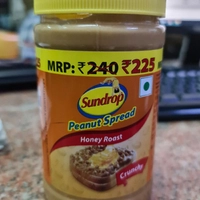 MRP: ₹240 ₹225
Sundrop
Peanut Spread
Honey Roast
Crunchy